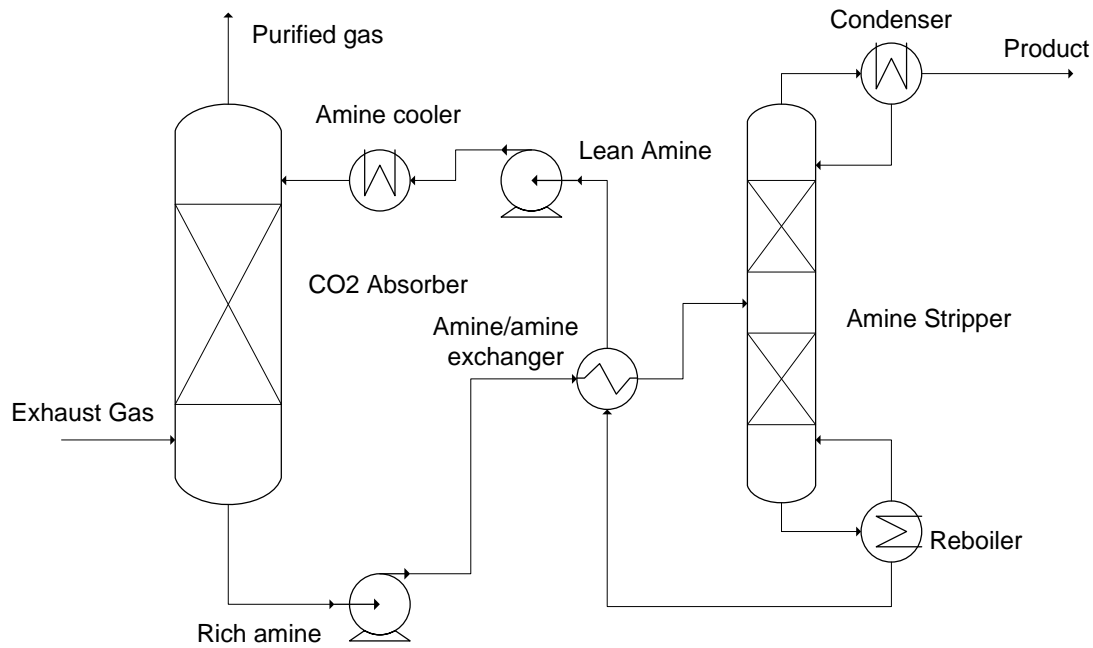 Condenser
Purified gas
Product
Amine cooler
Lean Amine
CO2 Absorber
Amine/amine
exchanger
Amine Stripper
Exhaust Gas
Reboiler
Rich amine